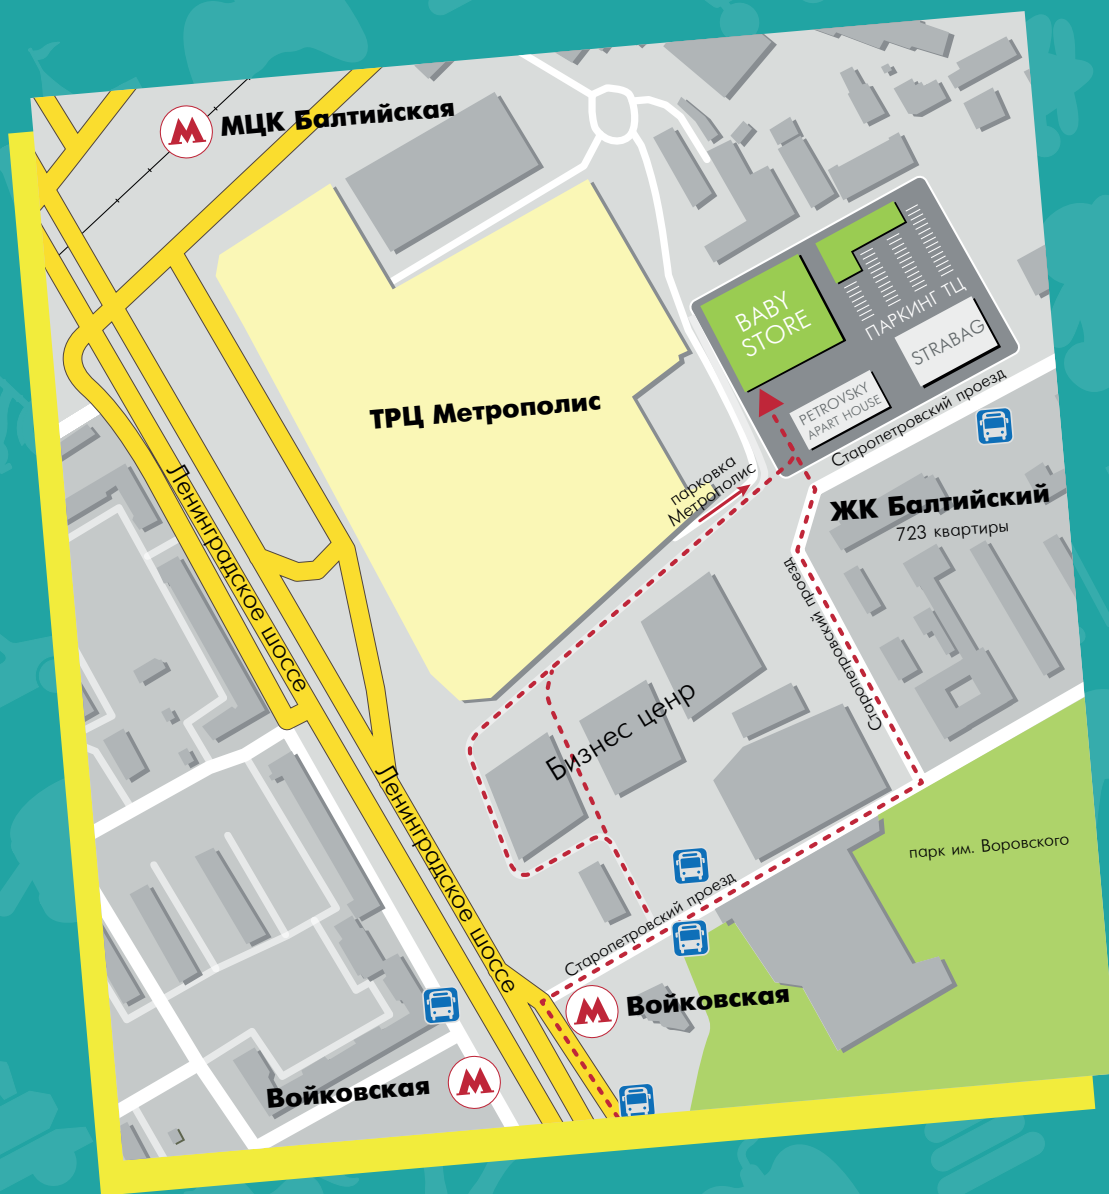 М
МЦК Балтийская
BABY
STORE
ПАРКИНГ ТЦ
STRABAG
PETROVSKY
APART HOUSE
Старопетровский проезд
ТРЦ Метрополис
парковка
Метрополис
ЖК Балтийский
723 квартиры
Ленинградское шоссе
Старопетровский проезд
Бизнес ценр
Ленинградское шоссе
парк им. Воровского
Старопетровский проезд
М
Войковская
Войковская
М